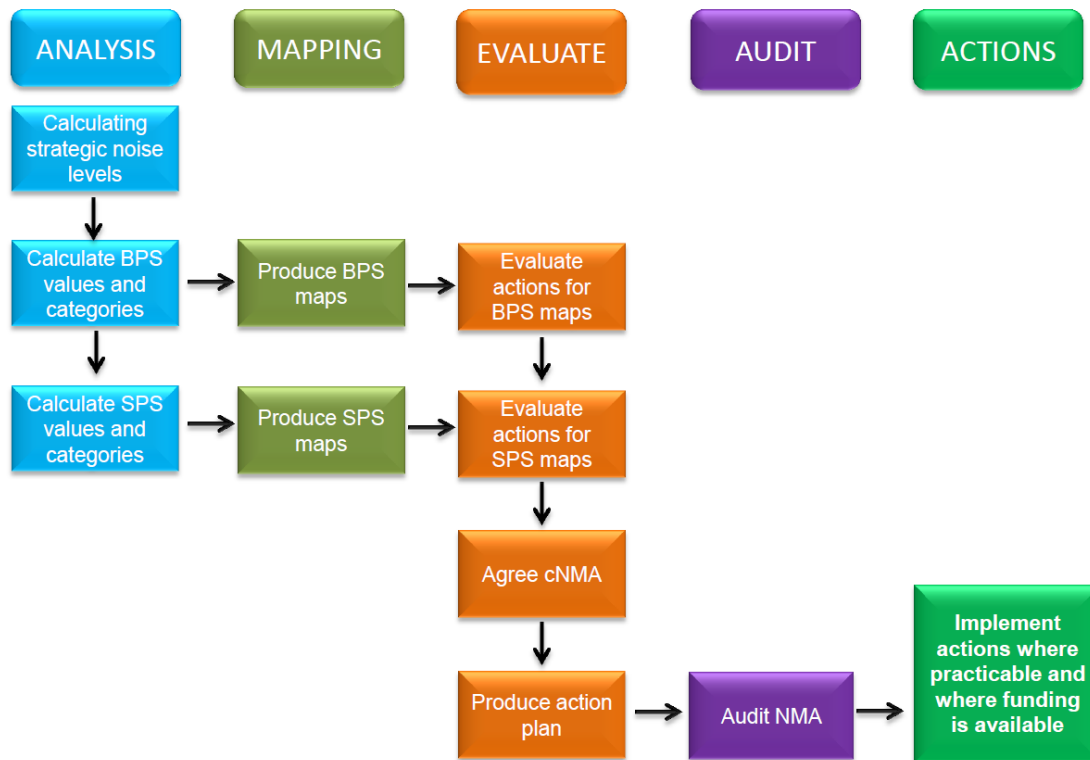 ANALYSIS
MAPPING
EVALUATE
AUDIT
ACTIONS
Calculating
strategic noise
levels
Calculate BPS
values and
categories
Produce BPS
maps
Evaluate
actions for
BPS maps
Calculate SPS
values and
categories
Produce SPS
maps
Evaluate
actions for
SPS maps
Agree cNMA
Produce action
plan
Audit NMA
Implement
actions where
practicable and
where funding
is available